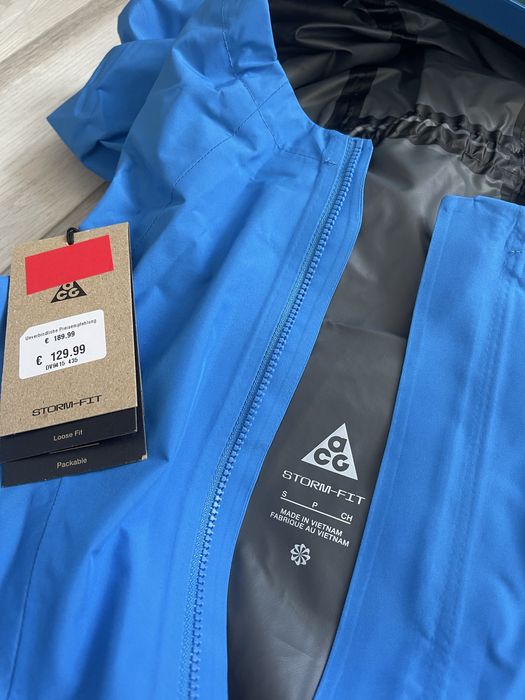 ACG
Unverbindliche Preisempfehlung
€ 189.99
€ 129.99
DV9415 435
STORM-FIT
Loose Fit
Packable
ACG
STORM-FIT
S P CH
MADE IN VIETNAM
FABRIQUE AU VIETNAM